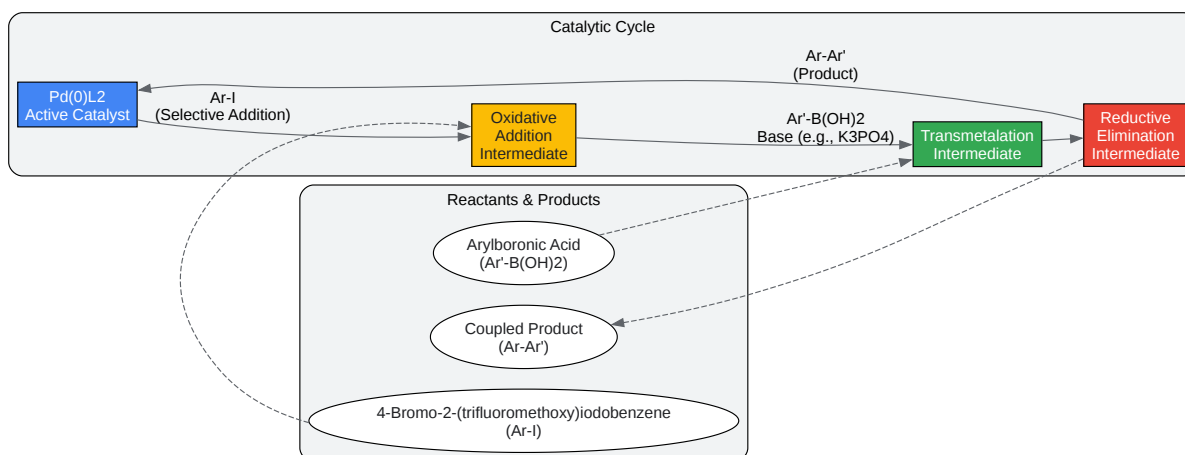 Catalytic Cycle
Pd(0)L2
Active Catalyst
Ar-I
(Selective Addition)
Oxidative
Addition
Intermediate
Ar-Ar'
(Product)
Ar'-B(OH)2
Base (e.g., K3PO4)
Transmetalation
Intermediate
Reductive
Elimination
Intermediate
Reactants & Products
Arylboronic Acid
(Ar'-B(OH)2)
Coupled Product
(Ar-Ar')
4-Bromo-2-(trifluoromethoxy)iodobenzene
(Ar-I)